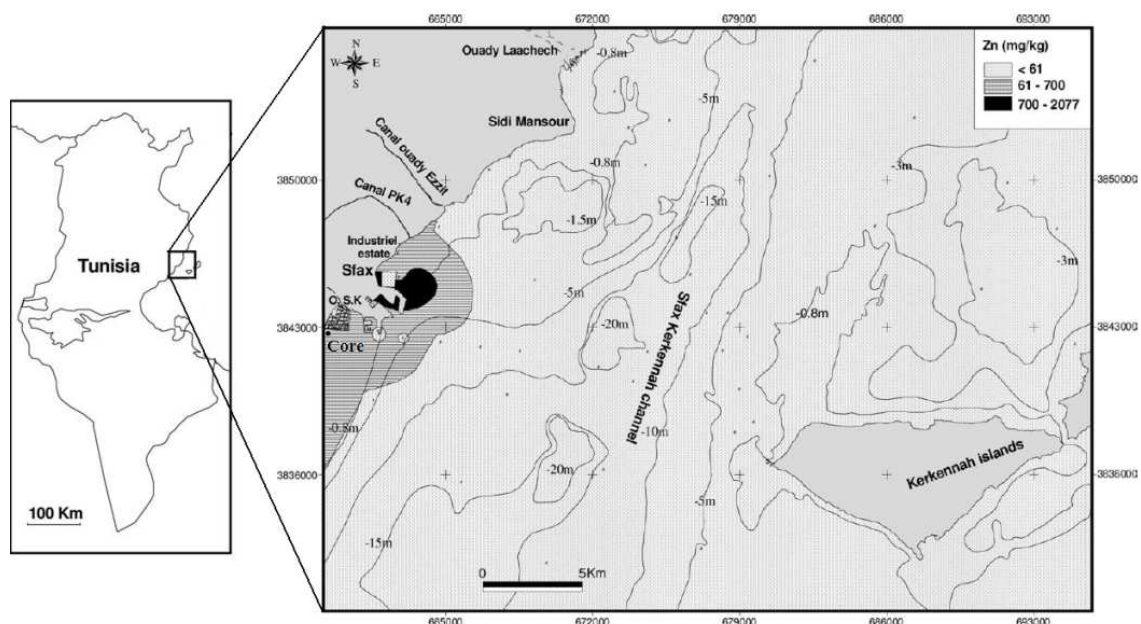 665000 672000 679000 686000 693000
Zn (mg/kg)
< 61
61 - 700
700 - 2077
N
W E
S
Ouady Laachech
-0.8m
-5m
Sidi Mansour
Canal ouady Ezzit
-0.8m
-3m
3850000
3850000
Canal PK4
-15m
-1.5m
Industriel
estate
-3m
Tunisia
Sfax
-5m
O. S.K
-0.8m
-20m
3843000
3843000
Core
Sfax Kerkennah channel
-0.8m
-10m
Kerkennah islands
-20m
3836000
3836000
-5m
100 Km
-15m
0 5Km
665000 672000 679000 686000 693000